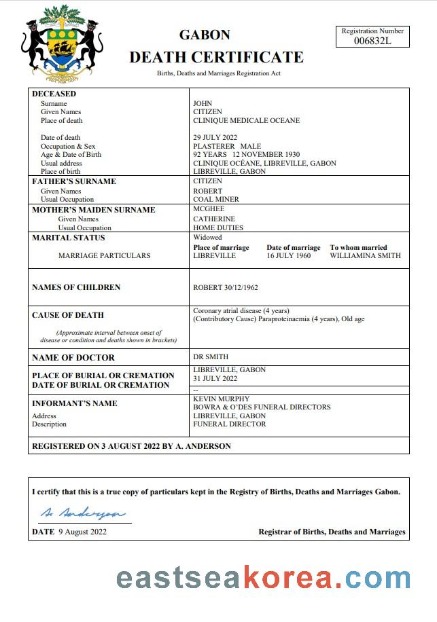 GABON
DEATH CERTIFICATE
Births, Deaths and Marriages Registration Act
Registration Number
006832L
DECEASED
Surname JOHN
Given Names CITIZEN
Place of death CLINIQUE MEDICALE OCEANE
Date of death 29 JULY 2022
Occupation & Sex PLASTERER MALE
Age & Date of Birth 92 YEARS 12 NOVEMBER 1930
Usual address CLINIQUE OCÉANE, LIBREVILLE, GABON
Place of birth LIBREVILLE, GABON
FATHER'S SURNAME CITIZEN
Given Names ROBERT
Usual Occupation COAL MINER
MOTHER'S MAIDEN SURNAME MCGHEE
Given Names CATHERINE
Usual Occupation HOME DUTIES
MARITAL STATUS Widowed
Place of marriage Date of marriage To whom married
MARRIAGE PARTICULARS LIBREVILLE 16 JULY 1960 WILLIAMINA SMITH
NAMES OF CHILDREN ROBERT 30/12/1962
CAUSE OF DEATH Coronary atrial disease (4 years)
(Contributory Cause) Paraproteinacmia (4 years), Old age
(Approximate interval between onset of
disease or condition and deaths shown in brackets)
NAME OF DOCTOR DR SMITH
PLACE OF BURIAL OR CREMATION LIBREVILLE, GABON
DATE OF BURIAL OR CREMATION 31 JULY 2022
--
INFORMANT'S NAME KEVIN MURPHY
BOWRA & O'DES FUNERAL DIRECTORS
Address LIBREVILLE, GABON
Description FUNERAL DIRECTOR
REGISTERED ON 3 AUGUST 2022 BY A. ANDERSON
I certify that this is a true copy of particulars kept in the Registry of Births, Deaths and Marriages Gabon.
A. Anderson
DATE 9 August 2022 Registrar of Births, Deaths and Marriages
eastseakorea.com